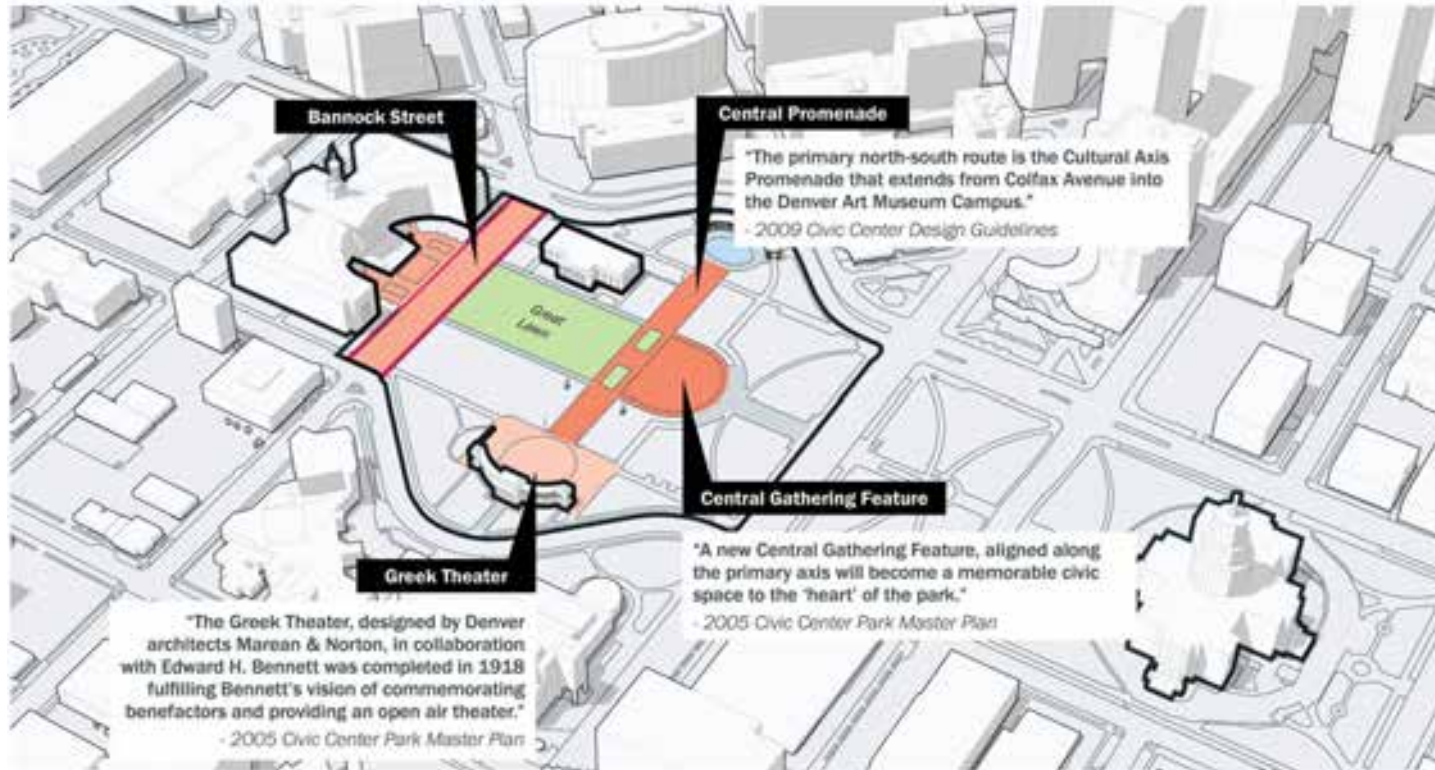 Bannock Street
Central Promenade
"The primary north-south route is the Cultural Axis
Promenade that extends from Colfax Avenue into
the Denver Art Museum Campus."
- 2009 Civic Center Design Guidelines
Great
Lawn
Central Gathering Feature
"A new Central Gathering Feature, aligned along
the primary axis will become a memorable civic
space to the 'heart' of the park."
- 2005 Civic Center Park Master Plan
Greek Theater
"The Greek Theater, designed by Denver
architects Marean & Norton, in collaboration
with Edward H. Bennett was completed in 1918
fulfilling Bennett's vision of commemorating
benefactors and providing an open air theater."
- 2005 Civic Center Park Master Plan